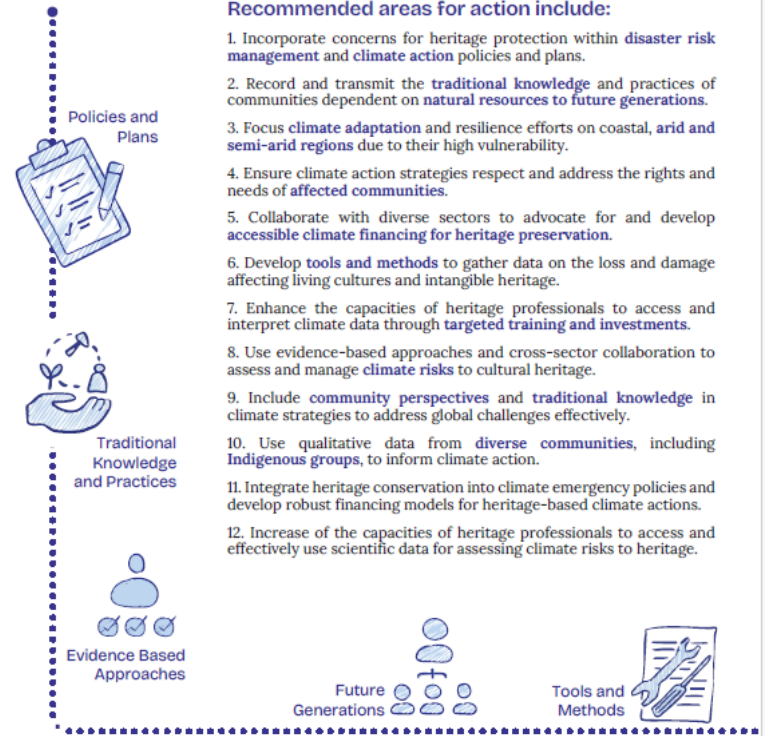 Recommended areas for action include:
1. Incorporate concerns for heritage protection within disaster risk
management and climate action policies and plans.
2. Record and transmit the traditional knowledge and practices of
communities dependent on natural resources to future generations.
3. Focus climate adaptation and resilience efforts on coastal, arid and
semi-arid regions due to their high vulnerability.
4. Ensure climate action strategies respect and address the rights and
needs of affected communities.
5. Collaborate with diverse sectors to advocate for and develop
accessible climate financing for heritage preservation.
6. Develop tools and methods to gather data on the loss and damage
affecting living cultures and intangible heritage.
7. Enhance the capacities of heritage professionals to access and
interpret climate data through targeted training and investments.
8. Use evidence-based approaches and cross-sector collaboration to
assess and manage climate risks to cultural heritage.
9. Include community perspectives and traditional knowledge in
climate strategies to address global challenges effectively.
10. Use qualitative data from diverse communities, including
Indigenous groups, to inform climate action.
11. Integrate heritage conservation into climate emergency policies and
develop robust financing models for heritage-based climate actions.
12. Increase of the capacities of heritage professionals to access and
effectively use scientific data for assessing climate risks to heritage.
Policies and
Plans
Traditional
Knowledge
and Practices
Evidence Based
Approaches
Future
Generations
Tools and
Methods